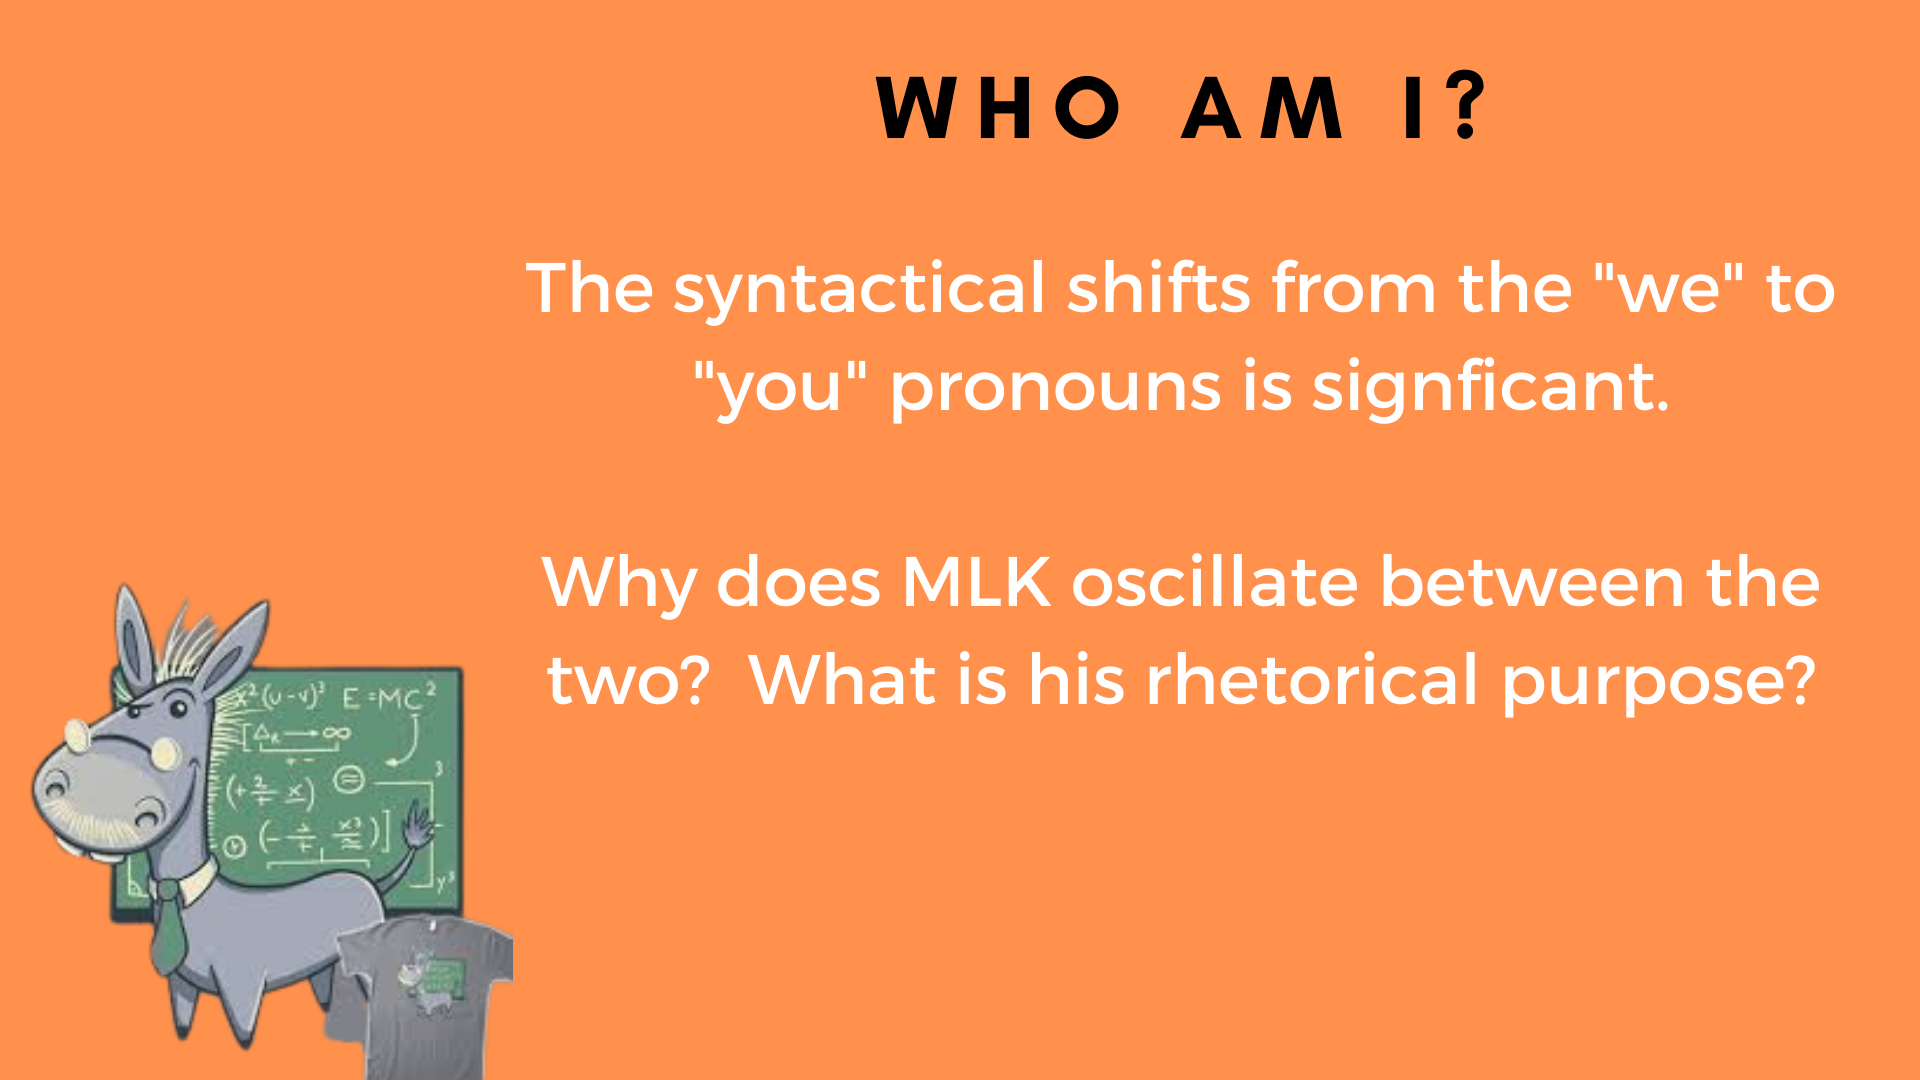 WHO AM I?
The syntactical shifts from the "we" to
"you" pronouns is signficant.
Why does MLK oscillate between the
two?  What is his rhetorical purpose?
E=MC²